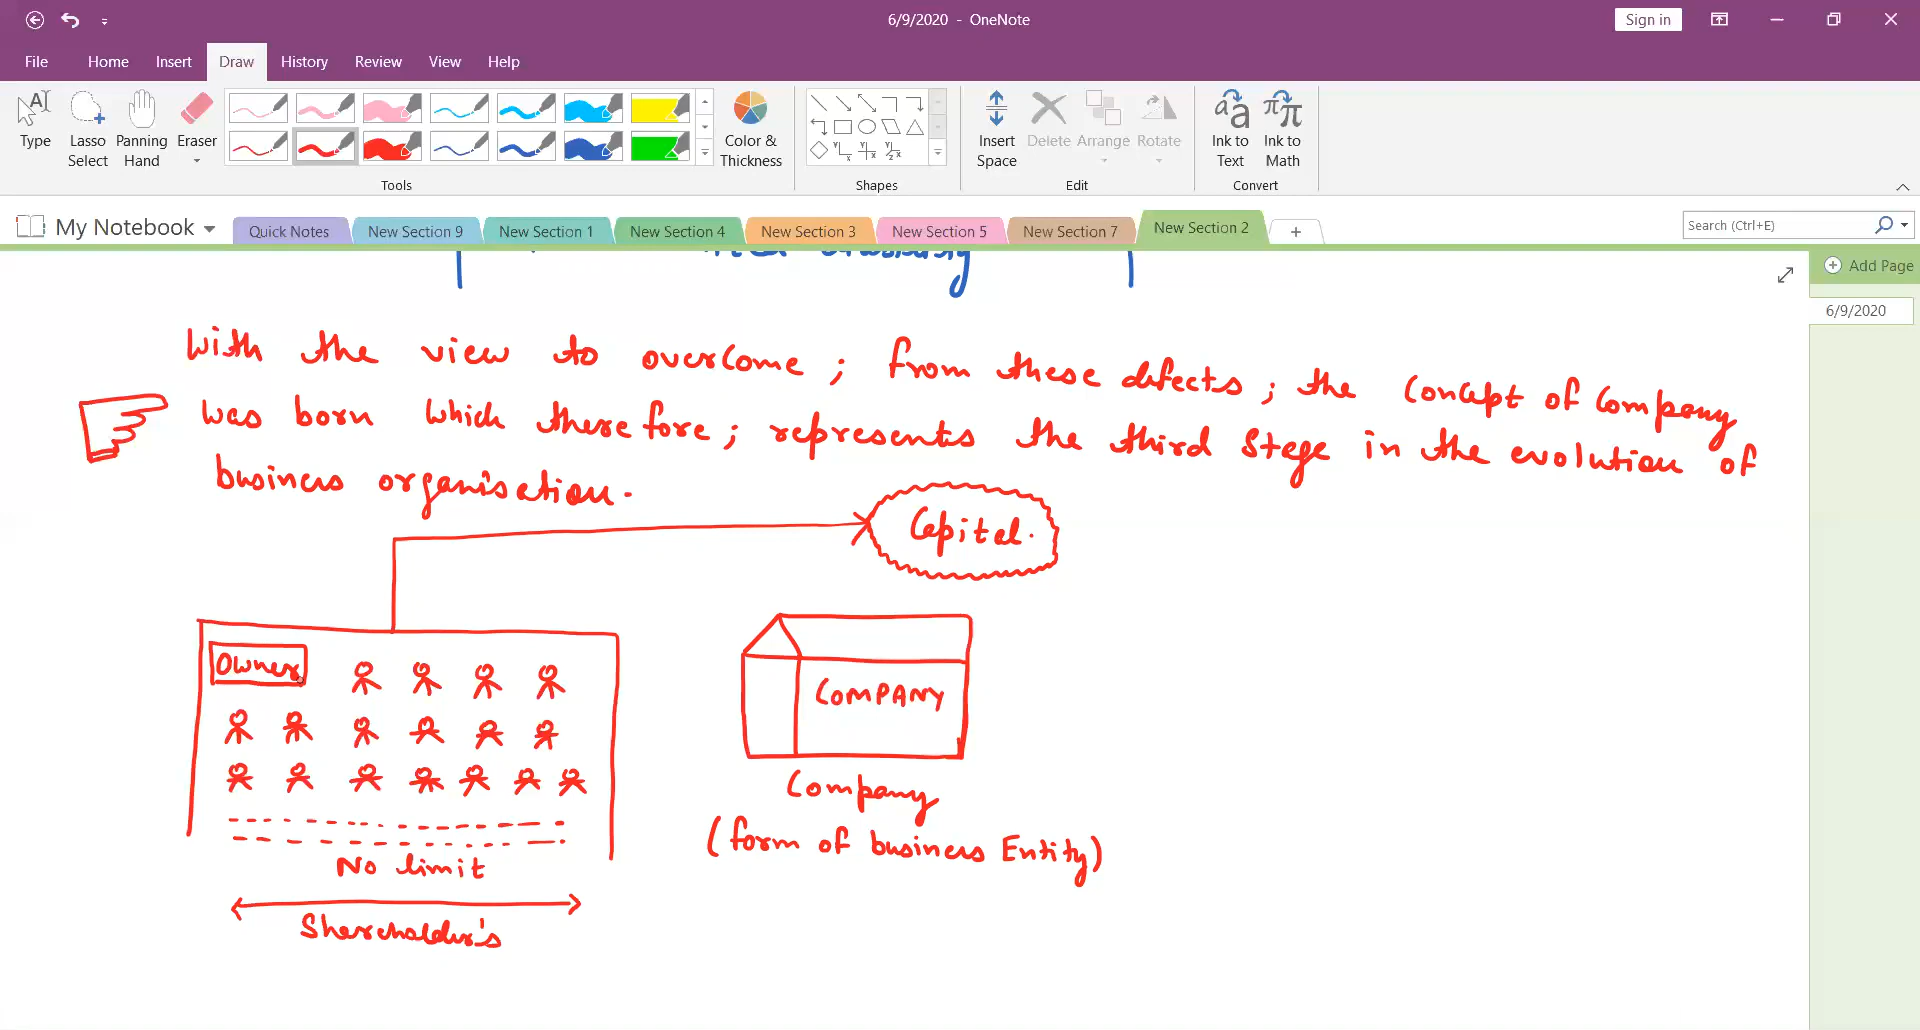 6/9/2020 - OneNote
Sign in
File Home Insert Draw History Review View Help
Type
Lasso Select
Panning Hand
Eraser
Color & Thickness
Insert Space
Delete
Arrange
Rotate
Ink to Text
Ink to Math
Tools
Shapes
Edit
Convert
My Notebook
Quick Notes
New Section 9
New Section 1
New Section 4
New Section 3
New Section 5
New Section 7
New Section 2
Search (Ctrl+E)
Add Page
6/9/2020
With the view to overcome ; from these defects ; the concept of Company
was born which therefore ; represents the third stage in the evolution of
business organisation.
Capital.
Owner
COMPANY
Company
(form of business Entity)
No limit
Shareholder's